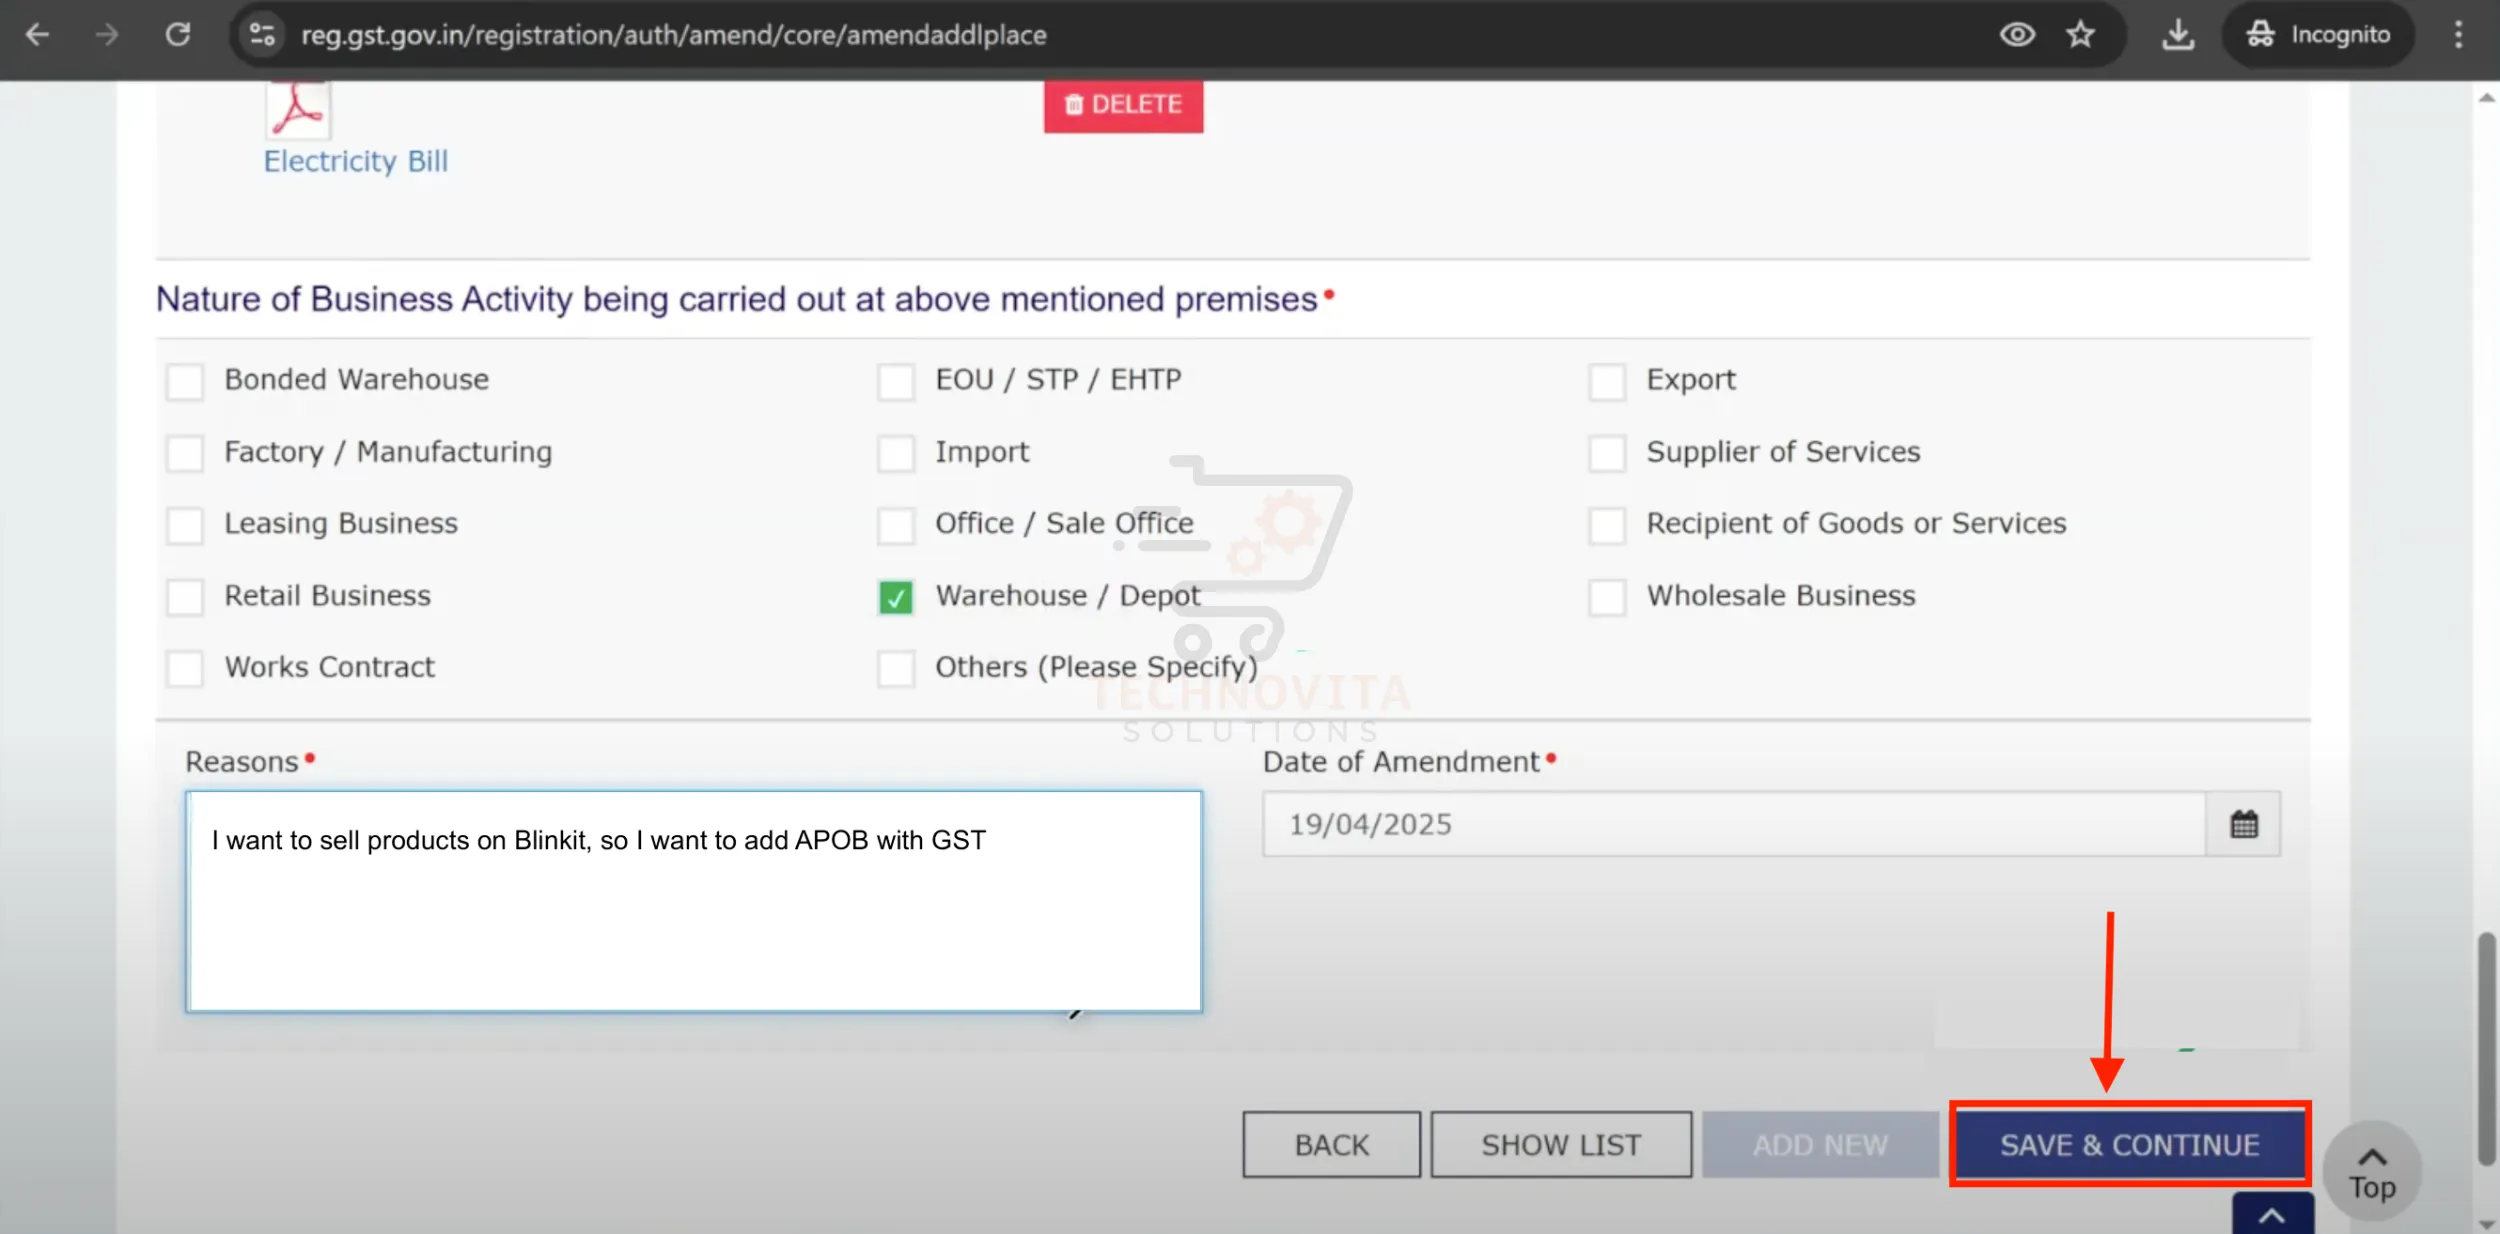 reg.gst.gov.in/registration/auth/amend/core/amendaddlplace
Incognito
DELETE
Electricity Bill
Nature of Business Activity being carried out at above mentioned premises•
Bonded Warehouse
EOU / STP / EHTP
Export
Factory / Manufacturing
Import
Supplier of Services
Leasing Business
Office / Sale Office
Recipient of Goods or Services
Retail Business
Warehouse / Depot
Wholesale Business
Works Contract
Others (Please Specify)
TECHNOVITA
SOLUTIONS
Reasons•
Date of Amendment•
I want to sell products on Blinkit, so I want to add APOB with GST
19/04/2025
BACK
SHOW LIST
ADD NEW
SAVE & CONTINUE
Top